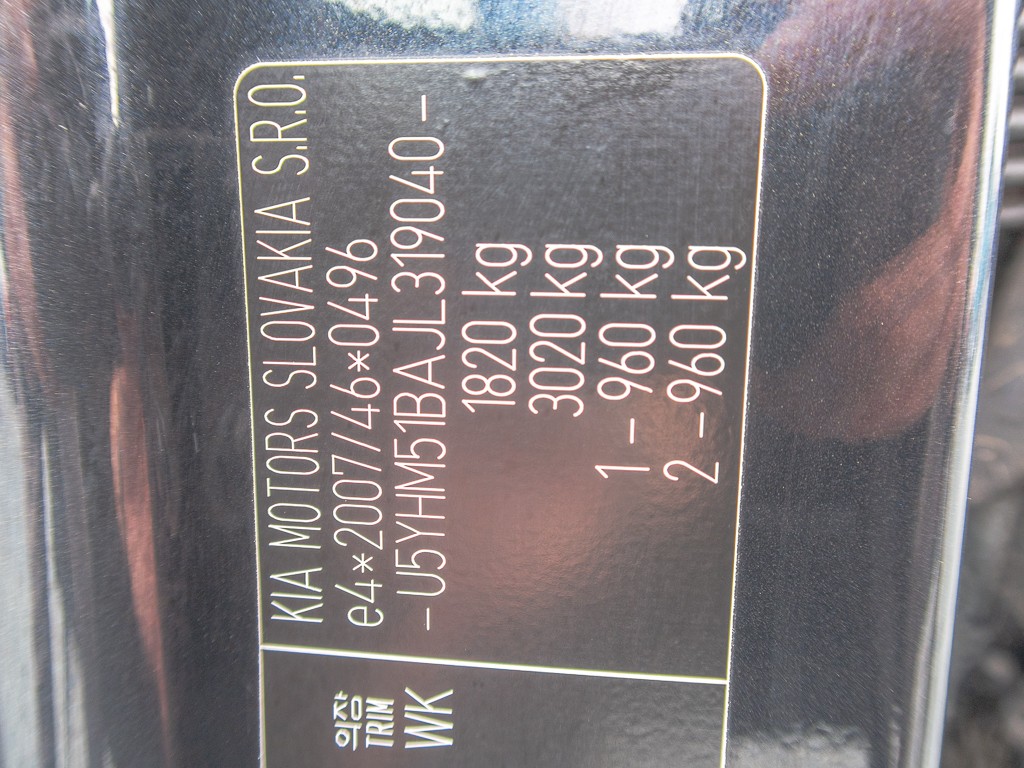 KIA MOTORS SLOVAKIA S.R.O.
e4*2007/46*0496
-U5YHM51BAJL319040-
1820 kg
3020 kg
1-960 kg
2-960 kg
의장
TRIM
WK